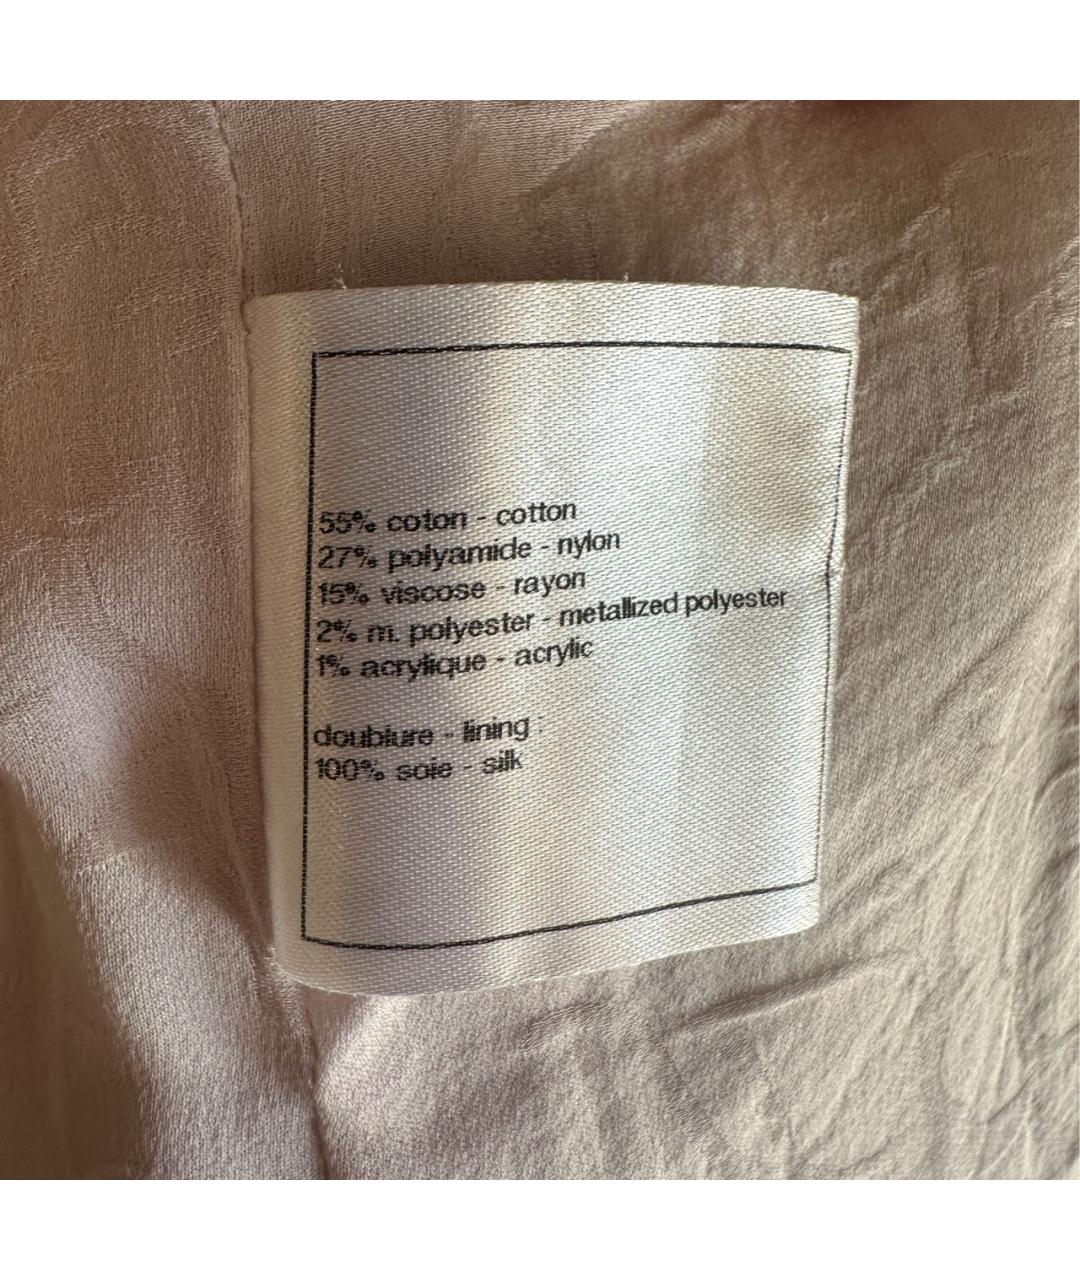 55% coton - cotton
27% polyamide - nylon
15% viscose - rayon
2% m. polyester - metallized polyester
1% acrylique - acrylic
doublure - lining :
100% soie - silk